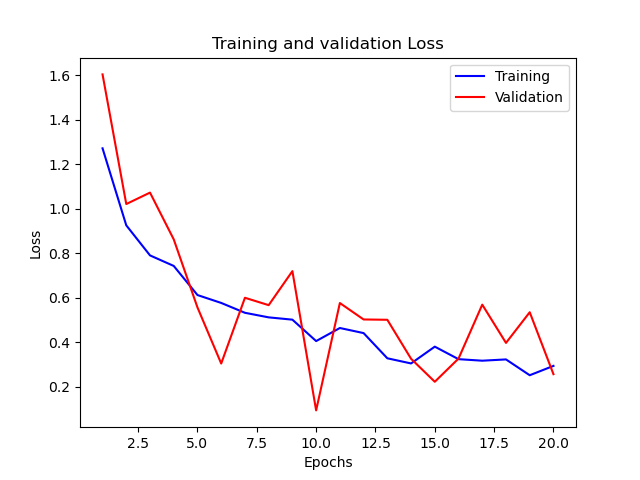 Training and validation Loss
1.6
1.4
1.2
1.0
0.8
0.6
0.4
0.2
Loss
Training
Validation
2.5 5.0 7.5 10.0 12.5 15.0 17.5 20.0
Epochs